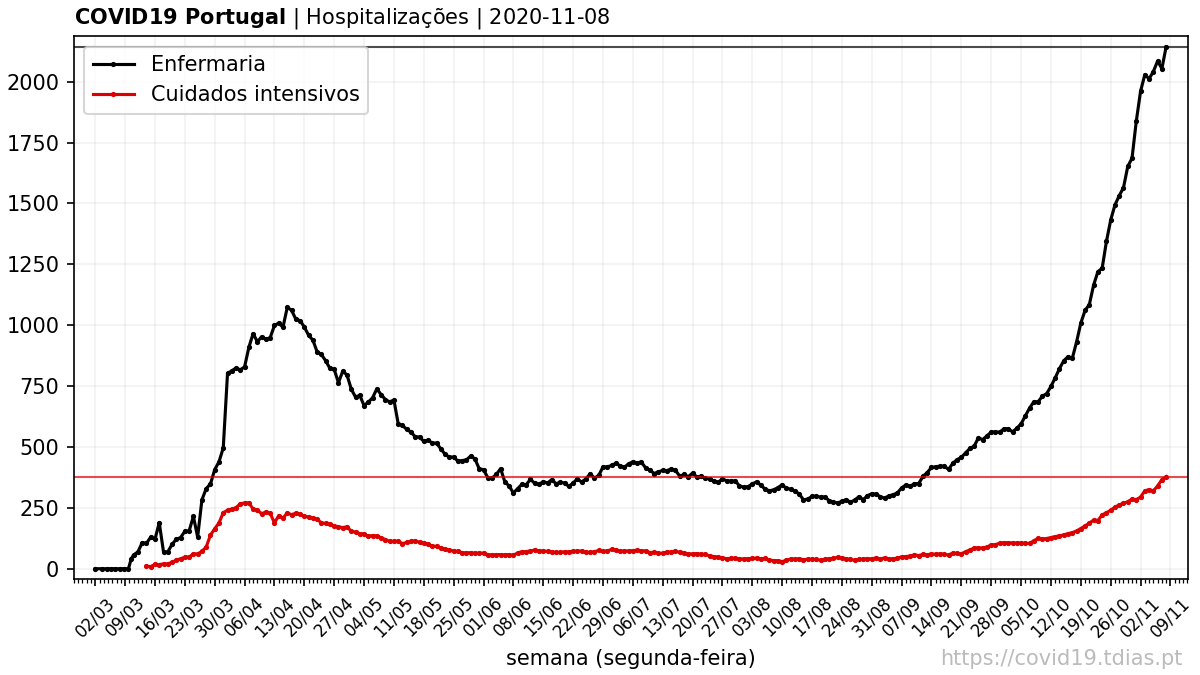 COVID19 Portugal | Hospitalizações | 2020-11-08
Enfermaria
Cuidados intensivos
2000
1750
1500
1250
1000
750
500
250
0
02/03 09/03 16/03 23/03 30/03 06/04 13/04 20/04 27/04 04/05 11/05 18/05 25/05 01/06 08/06 15/06 22/06 29/06 06/07 13/07 20/07 27/07 03/08 10/08 17/08 24/08 31/08 07/09 14/09 21/09 28/09 05/10 12/10 19/10 26/10 02/11 09/11
semana (segunda-feira)
https://covid19.tdias.pt